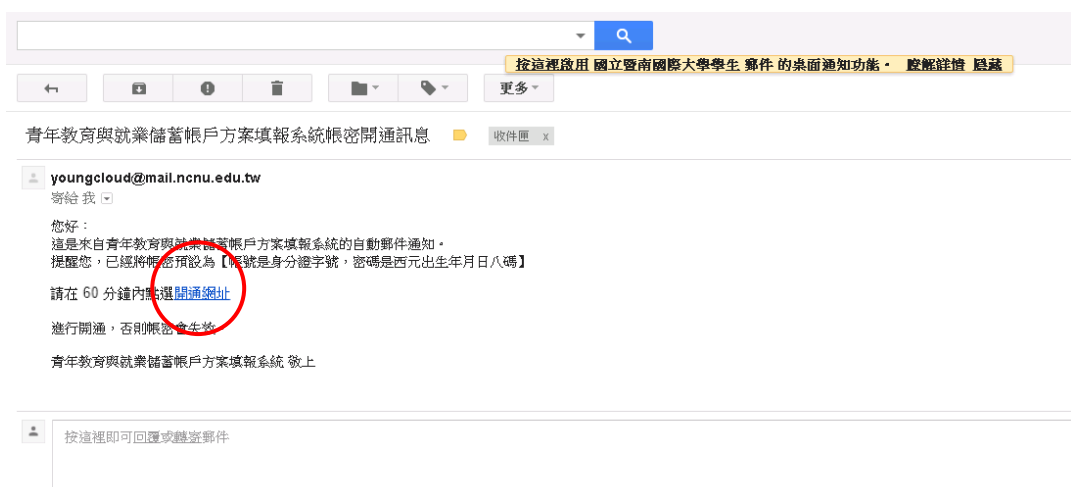 按這裡啟用 國立暨南國際大學學生 郵件 的桌面通知功能。 瞭解詳情 隱藏
更多
青年教育與就業儲蓄帳戶方案填報系統帳密開通訊息 收件匣 x
youngcloud@mail.ncnu.edu.tw
寄給 我
您好：
這是來自青年教育與就業儲蓄帳戶方案填報系統的自動郵件通知。
提醒您，已經將帳密預設為【帳號是身分證字號，密碼是西元出生年月日八碼】
請在 60 分鐘內點選開通網址
進行開通，否則帳密會失效
青年教育與就業儲蓄帳戶方案填報系統 敬上
按這裡即可回覆或轉寄郵件